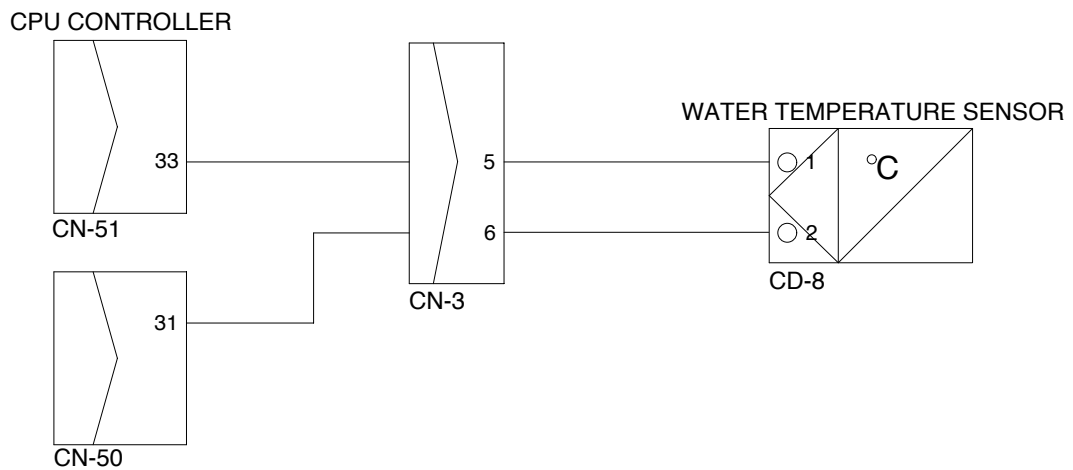 CPU CONTROLLER
33
CN-51
31
CN-50
5
6
CN-3
WATER TEMPERATURE SENSOR
1
°C
2
CD-8